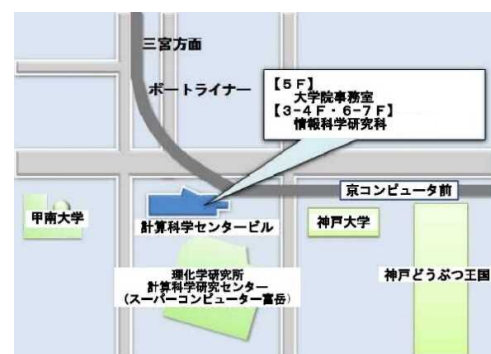 三宮方面
ポートライナー
【5F】
大学院事務室
【3-4F・6-7F】
情報科学研究科
京コンピュータ前
甲南大学
計算科学センタービル
神戸大学
理化学研究所
計算科学研究センター
(スーパーコンピューター富岳)
神戸どうぶつ王国